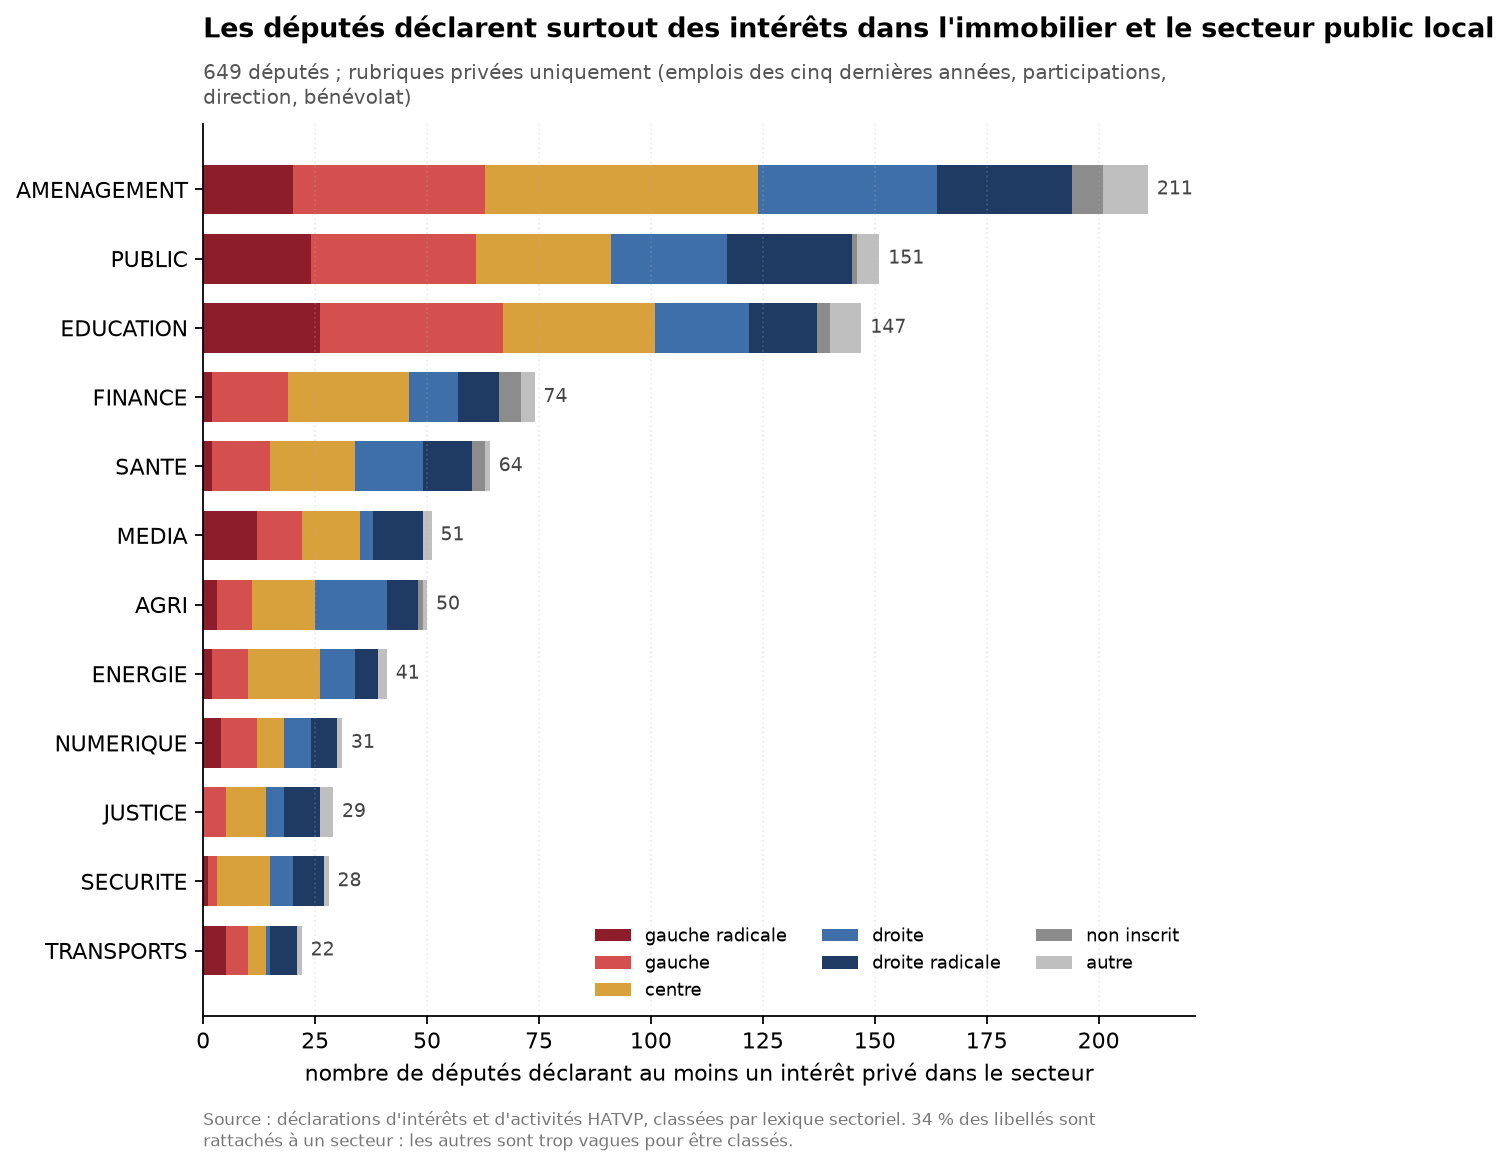 Les députés déclarent surtout des intérêts dans l'immobilier et le secteur public local
649 députés ; rubriques privées uniquement (emplois des cinq dernières années, participations,
direction, bénévolat)
AMENAGEMENT 211
PUBLIC 151
EDUCATION 147
FINANCE 74
SANTE 64
MEDIA 51
AGRI 50
ENERGIE 41
NUMERIQUE 31
JUSTICE 29
SECURITE 28
TRANSPORTS 22
gauche radicale droite non inscrit
gauche droite radicale autre
centre
0 25 50 75 100 125 150 175 200
nombre de députés déclarant au moins un intérêt privé dans le secteur
Source : déclarations d'intérêts et d'activités HATVP, classées par lexique sectoriel. 34 % des libellés sont
rattachés à un secteur : les autres sont trop vagues pour être classés.